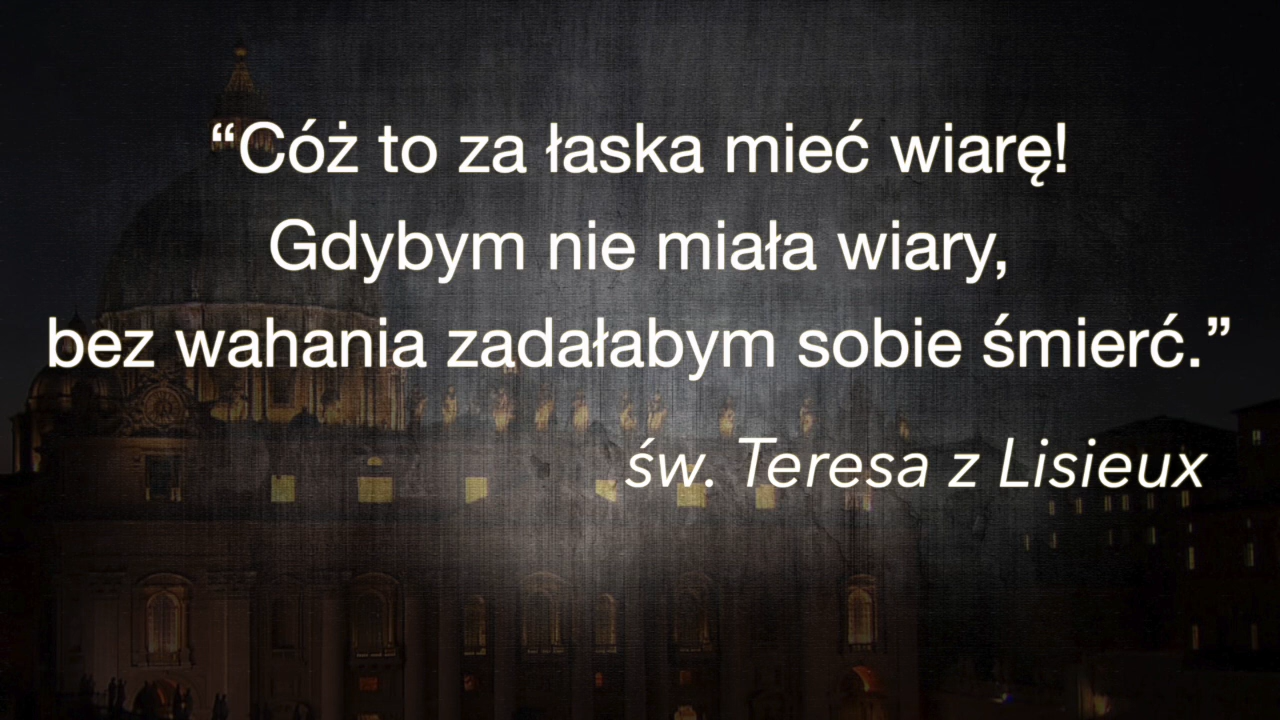 “Cóż to za łaska mieć wiarę!
Gdybym nie miała wiary,
bez wahania zadałabym sobie śmierć.”
św. Teresa z Lisieux